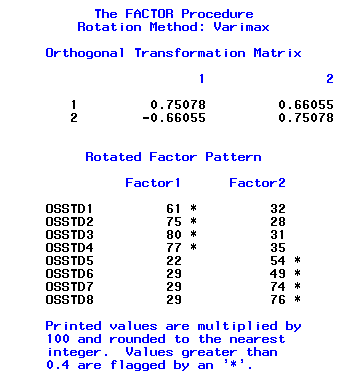 The FACTOR Procedure
Rotation Method: Varimax
Orthogonal Transformation Matrix
1 2
1 0.75078 0.66055
2 -0.66055 0.75078
Rotated Factor Pattern
Factor1 Factor2
OSSTD1 61 * 32
OSSTD2 75 * 28
OSSTD3 80 * 31
OSSTD4 77 * 35
OSSTD5 22 54 *
OSSTD6 29 49 *
OSSTD7 29 74 *
OSSTD8 29 76 *
Printed values are multiplied by
100 and rounded to the nearest
integer. Values greater than
0.4 are flagged by an '*'.